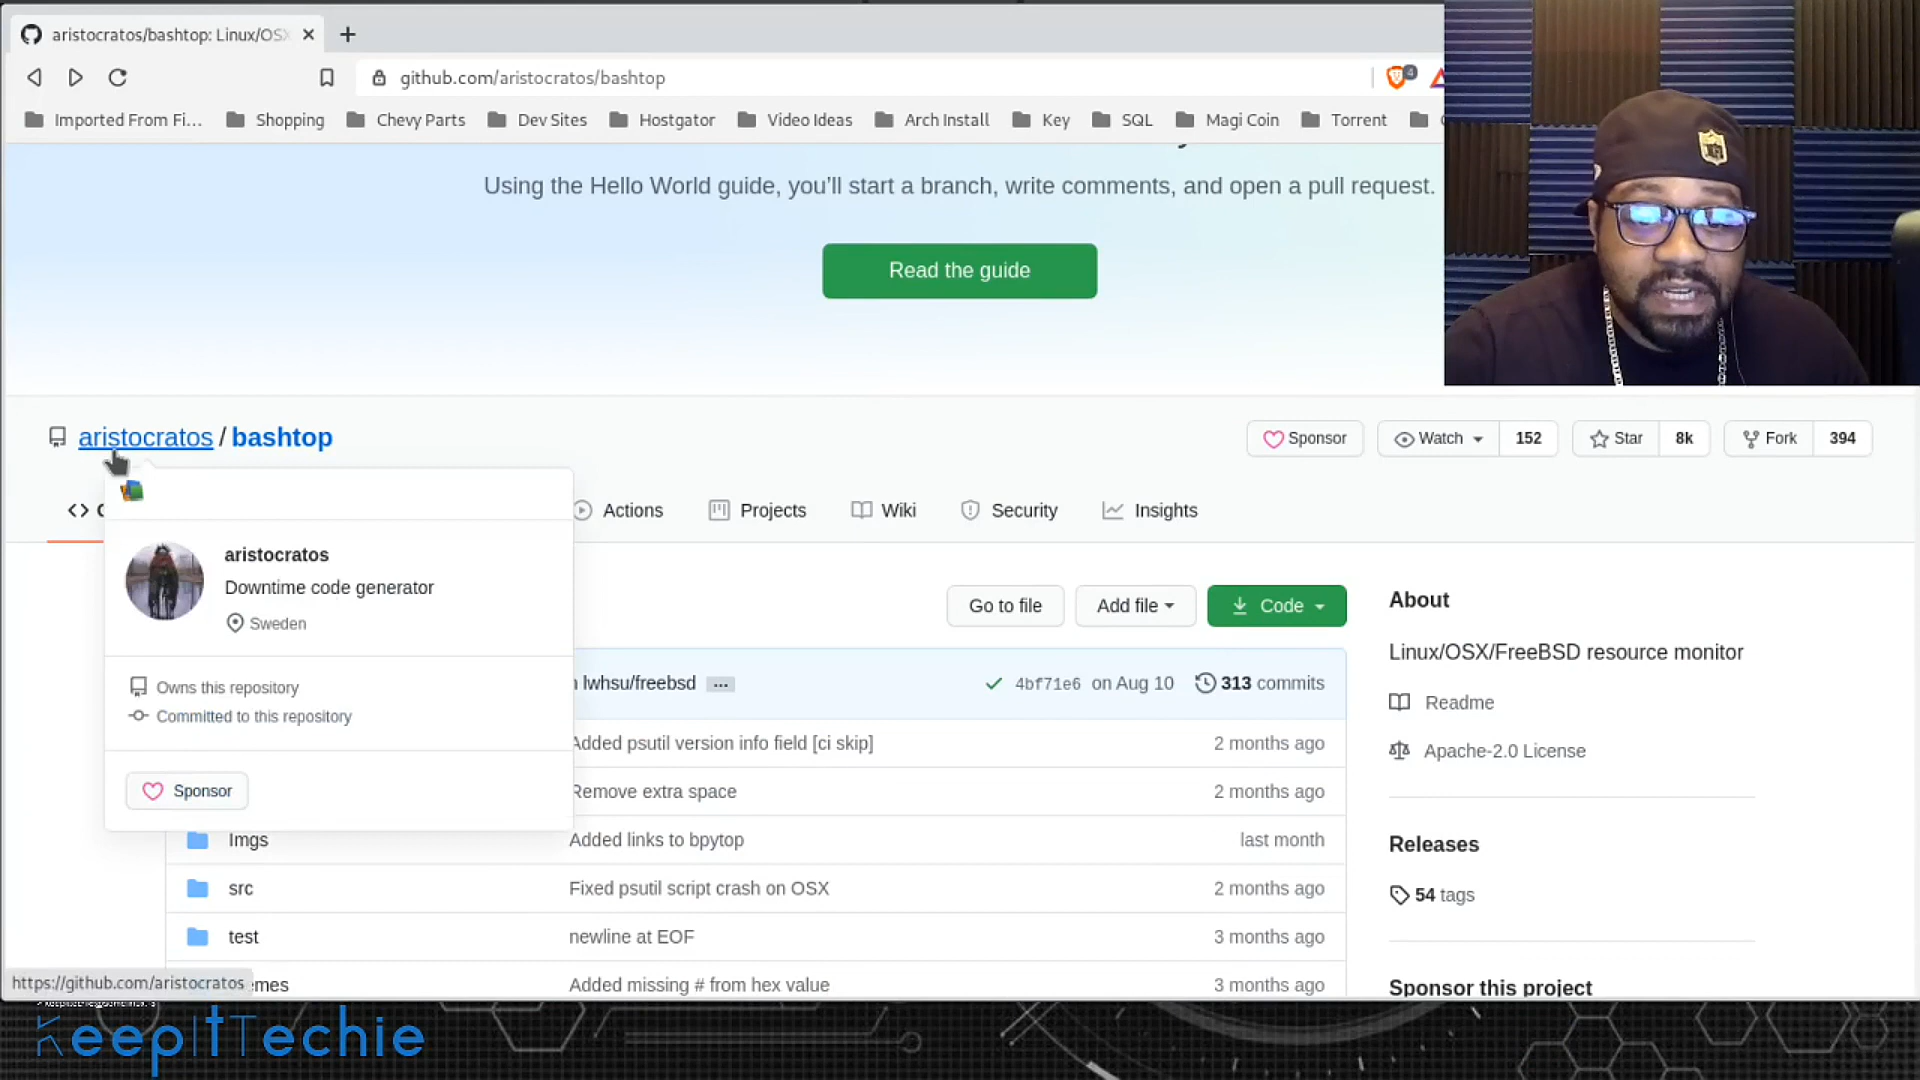 aristocratos/bashtop: Linux/OS
github.com/aristocratos/bashtop
4
Imported From Fi...
Shopping
Chevy Parts
Dev Sites
Hostgator
Video Ideas
Arch Install
Key
SQL
Magi Coin
Torrent
Using the Hello World guide, you'll start a branch, write comments, and open a pull request.
Read the guide
aristocratos / bashtop
Sponsor
Watch
152
Star
8k
Fork
394
Actions
Projects
Wiki
Security
Insights
aristocratos
Downtime code generator
Sweden
Owns this repository
Committed to this repository
Sponsor
Go to file
Add file
Code
lwhsu/freebsd ...
4bf71e6 on Aug 10
313 commits
Added psutil version info field [ci skip]
2 months ago
Remove extra space
2 months ago
Imgs
Added links to bpytop
last month
src
Fixed psutil script crash on OSX
2 months ago
test
newline at EOF
3 months ago
emes
Added missing # from hex value
3 months ago
About
Linux/OSX/FreeBSD resource monitor
Readme
Apache-2.0 License
Releases
54 tags
Sponsor this project
https://github.com/aristocratos
KeepItTechie